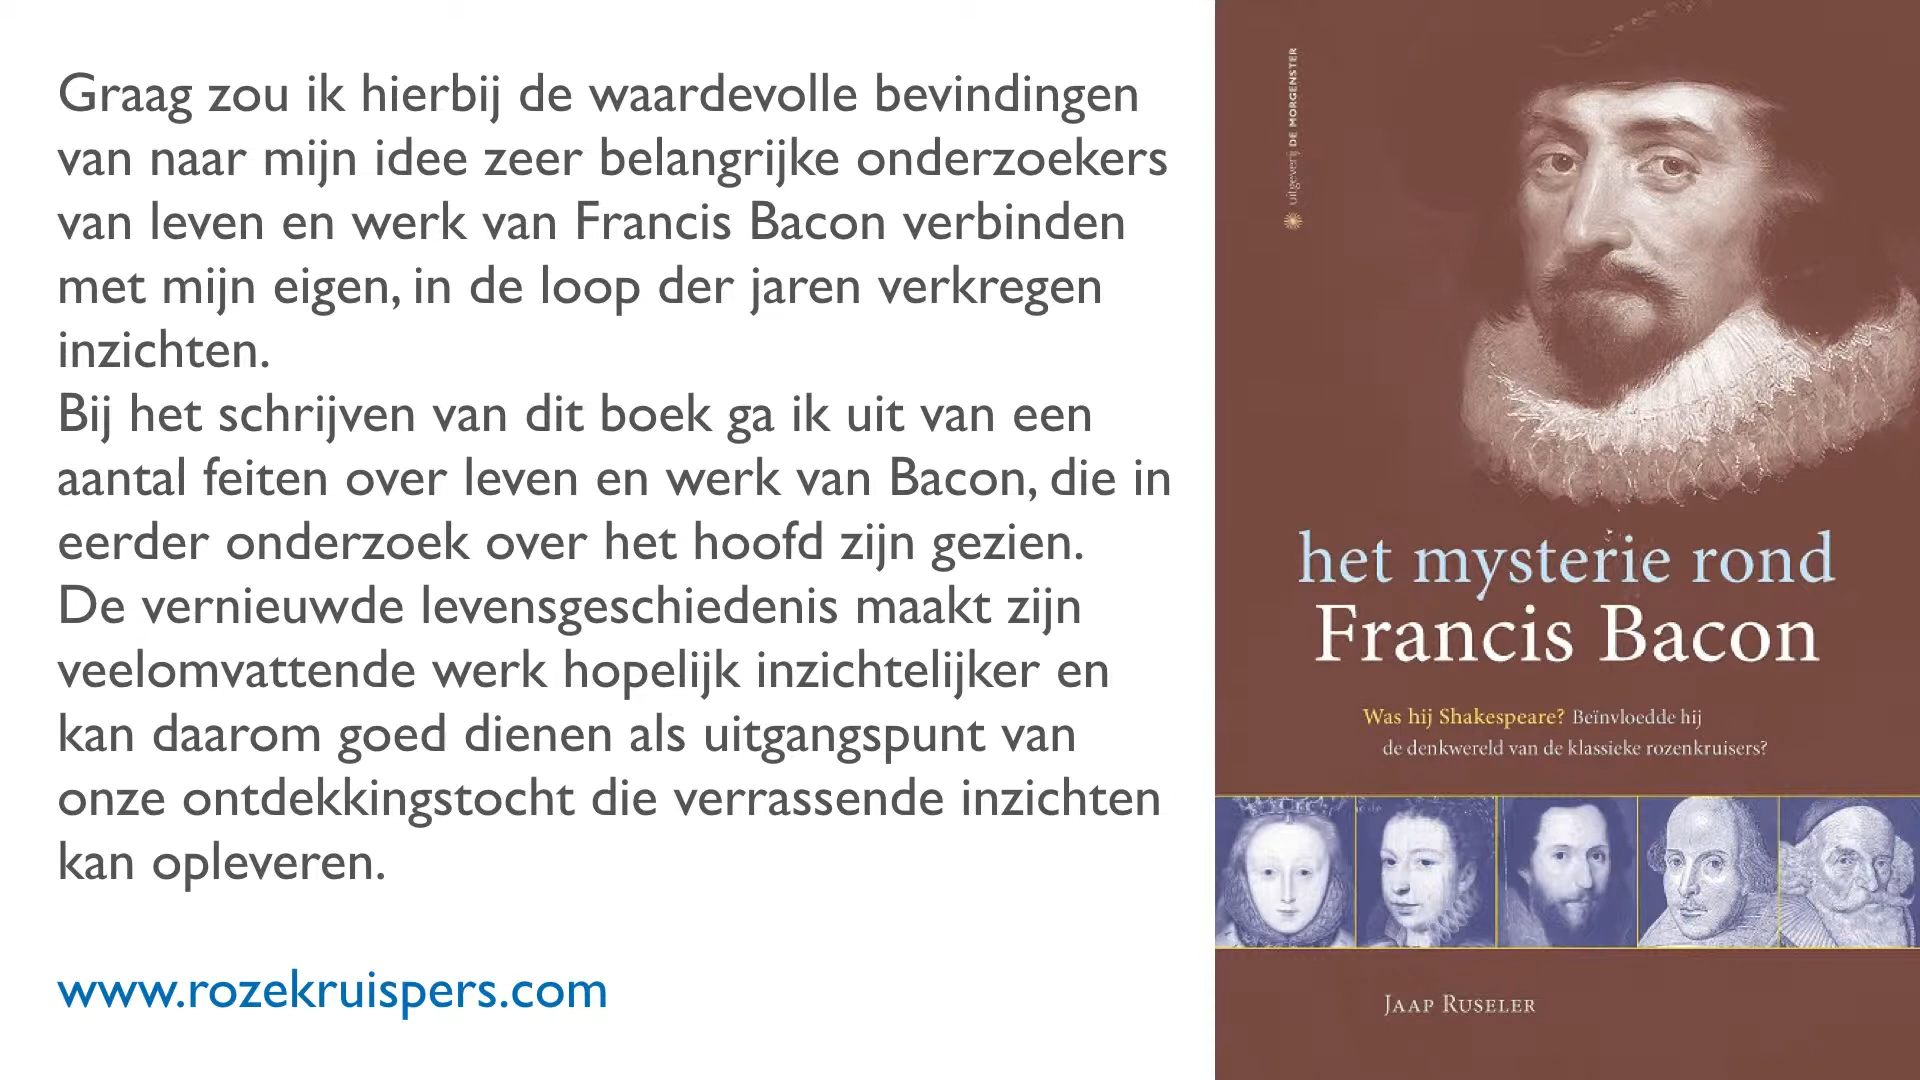 Graag zou ik hierbij de waardevolle bevindingen
van naar mijn idee zeer belangrijke onderzoekers
van leven en werk van Francis Bacon verbinden
met mijn eigen, in de loop der jaren verkregen
inzichten.
Bij het schrijven van dit boek ga ik uit van een
aantal feiten over leven en werk van Bacon, die in
eerder onderzoek over het hoofd zijn gezien.
De vernieuwde levensgeschiedenis maakt zijn
veelomvattende werk hopelijk inzichtelijker en
kan daarom goed dienen als uitgangspunt van
onze ontdekkingstocht die verrassende inzichten
kan opleveren.
www.rozekruispers.com
uitgeverij DE MORGENSTER
het mysterie rond
Francis Bacon
Was hij Shakespeare? Beïnvloedde hij
de denkwereld van de klassieke rozenkruisers?
JAAP RUSELER